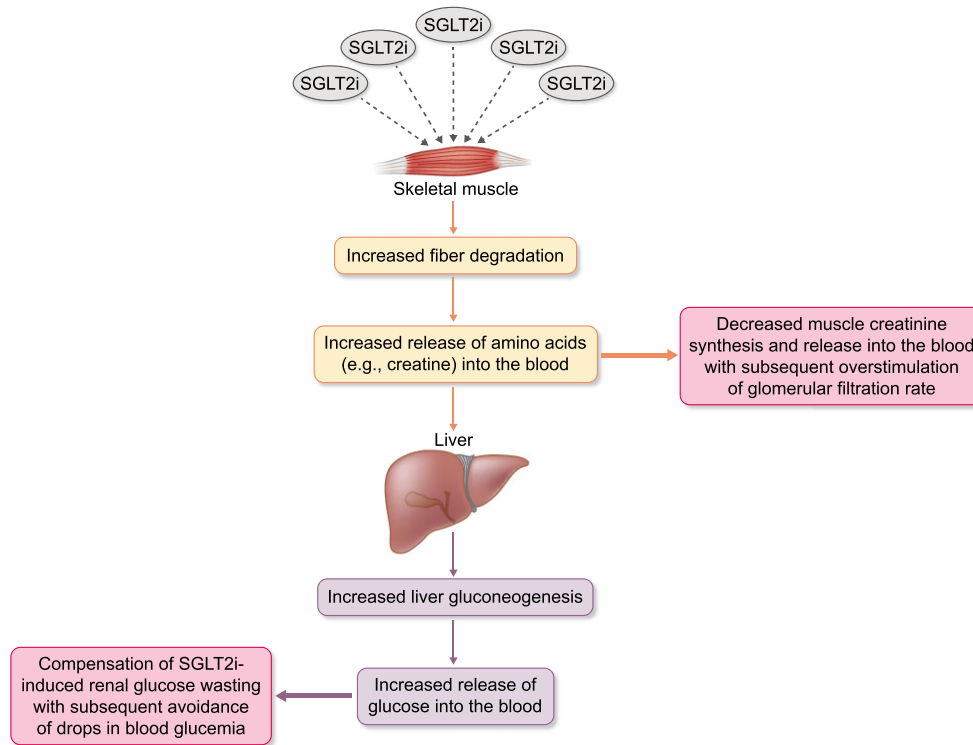 SGLT2i
SGLT2i
SGLT2i
SGLT2i
SGLT2i
Skeletal muscle
Increased fiber degradation
Increased release of amino acids
(e.g., creatine) into the blood
Decreased muscle creatinine
synthesis and release into the blood
with subsequent overstimulation
of glomerular filtration rate
Liver
Increased liver gluconeogenesis
Increased release of
glucose into the blood
Compensation of SGLT2i-
induced renal glucose wasting
with subsequent avoidance
of drops in blood glucemia